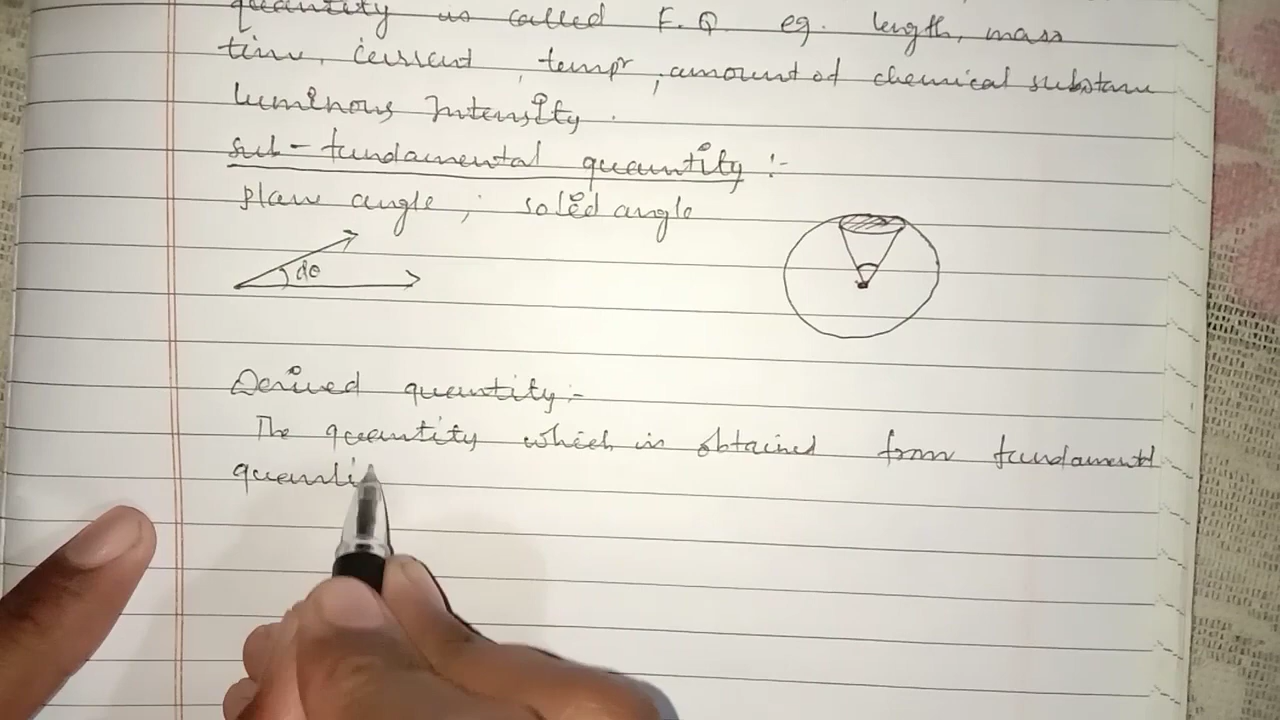 quantity is called F.Q. eg. length, mass
time, current, tempr, amount of chemical substance
luminous Intensity.
sub-fundamental quantity :-
plane angle, solid angle
dθ
Derived quantity :-
The quantity which is obtained from fundamental
quanti